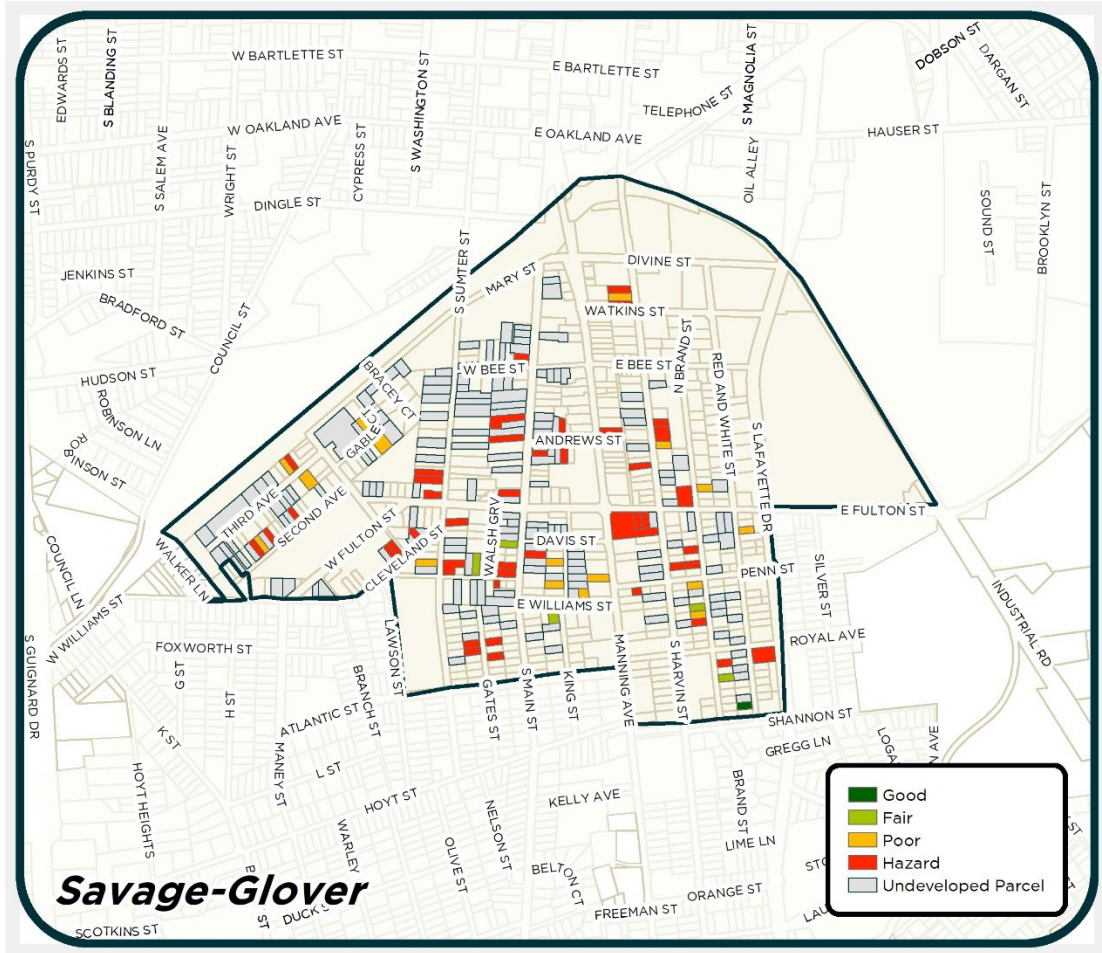 EDWARDS ST
S BLANDING ST
W BARTLETTE ST
S WASHINGTON ST
E BARTLETTE ST
S MAGNOLIA ST
DOBSON ST
DARGAN ST
TELEPHONE ST
W OAKLAND AVE
E OAKLAND AVE
HAUSER ST
S PURDY ST
S SALEM AVE
WRIGHT ST
CYPRESS ST
OIL ALLEY
DINGLE ST
SOUND ST
BROOKLYN ST
JENKINS ST
S SUMTER ST
MARY ST
DIVINE ST
BRADFORD ST
COUNCIL ST
WATKINS ST
HUDSON ST
BRACEY CT
W BEE ST
E BEE ST
N BRAND ST
RED AND WHITE ST
ROBINSON LN
ROBINSON ST
GABLE CT
ANDREWS ST
S LAFAYETTE DR
THIRD AVE
SECOND AVE
W FULTON ST
WALSH GRV
E FULTON ST
COUNCIL LN
WALKER LN
CLEVELAND ST
DAVIS ST
PENN ST
SILVER ST
INDUSTRIAL RD
W WILLIAMS ST
E WILLIAMS ST
S GUIGNARD DR
FOXWORTH ST
G ST
H ST
LAWSON ST
BRANCH ST
ROYAL AVE
GATES ST
S MAIN ST
KING ST
MANNING AVE
S HARVIN ST
ATLANTIC ST
SHANNON ST
K ST
GREGG LN
MANEY ST
L ST
HOYT HEIGHTS
HOYT ST
NELSON ST
KELLY AVE
BRAND ST
LIME LN
WARLEY
OLIVE ST
BELTON CT
ORANGE ST
FREEMAN ST
DUCK S
ST
SCOTKINS ST
Good
Fair
Poor
Hazard
Undeveloped Parcel
Savage-Glover